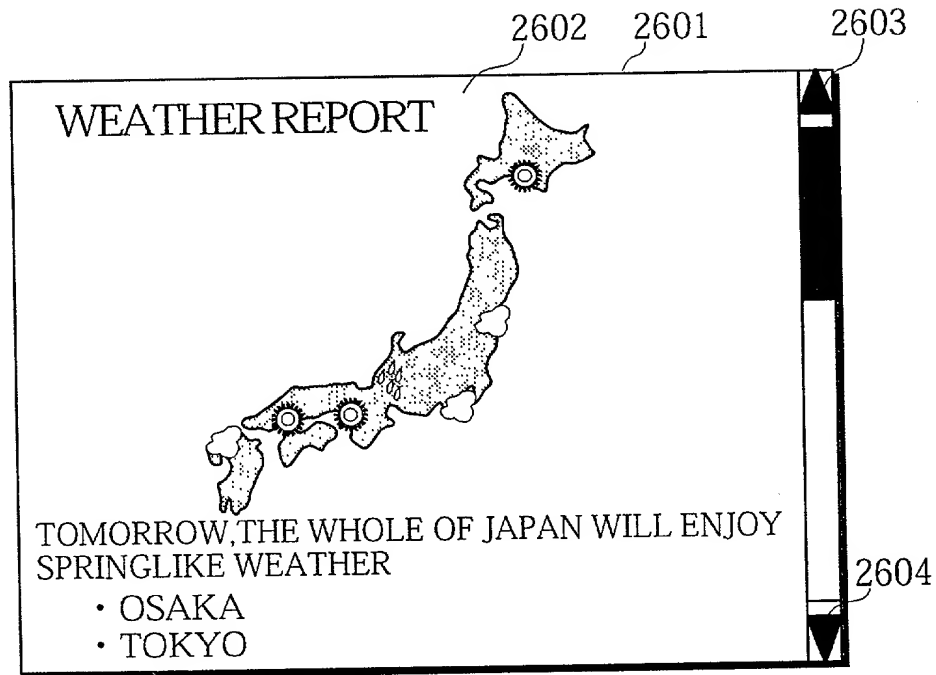 2602 2601 2603
WEATHER REPORT
TOMORROW,THE WHOLE OF JAPAN WILL ENJOY
SPRINGLIKE WEATHER
2604
・OSAKA
・TOKYO